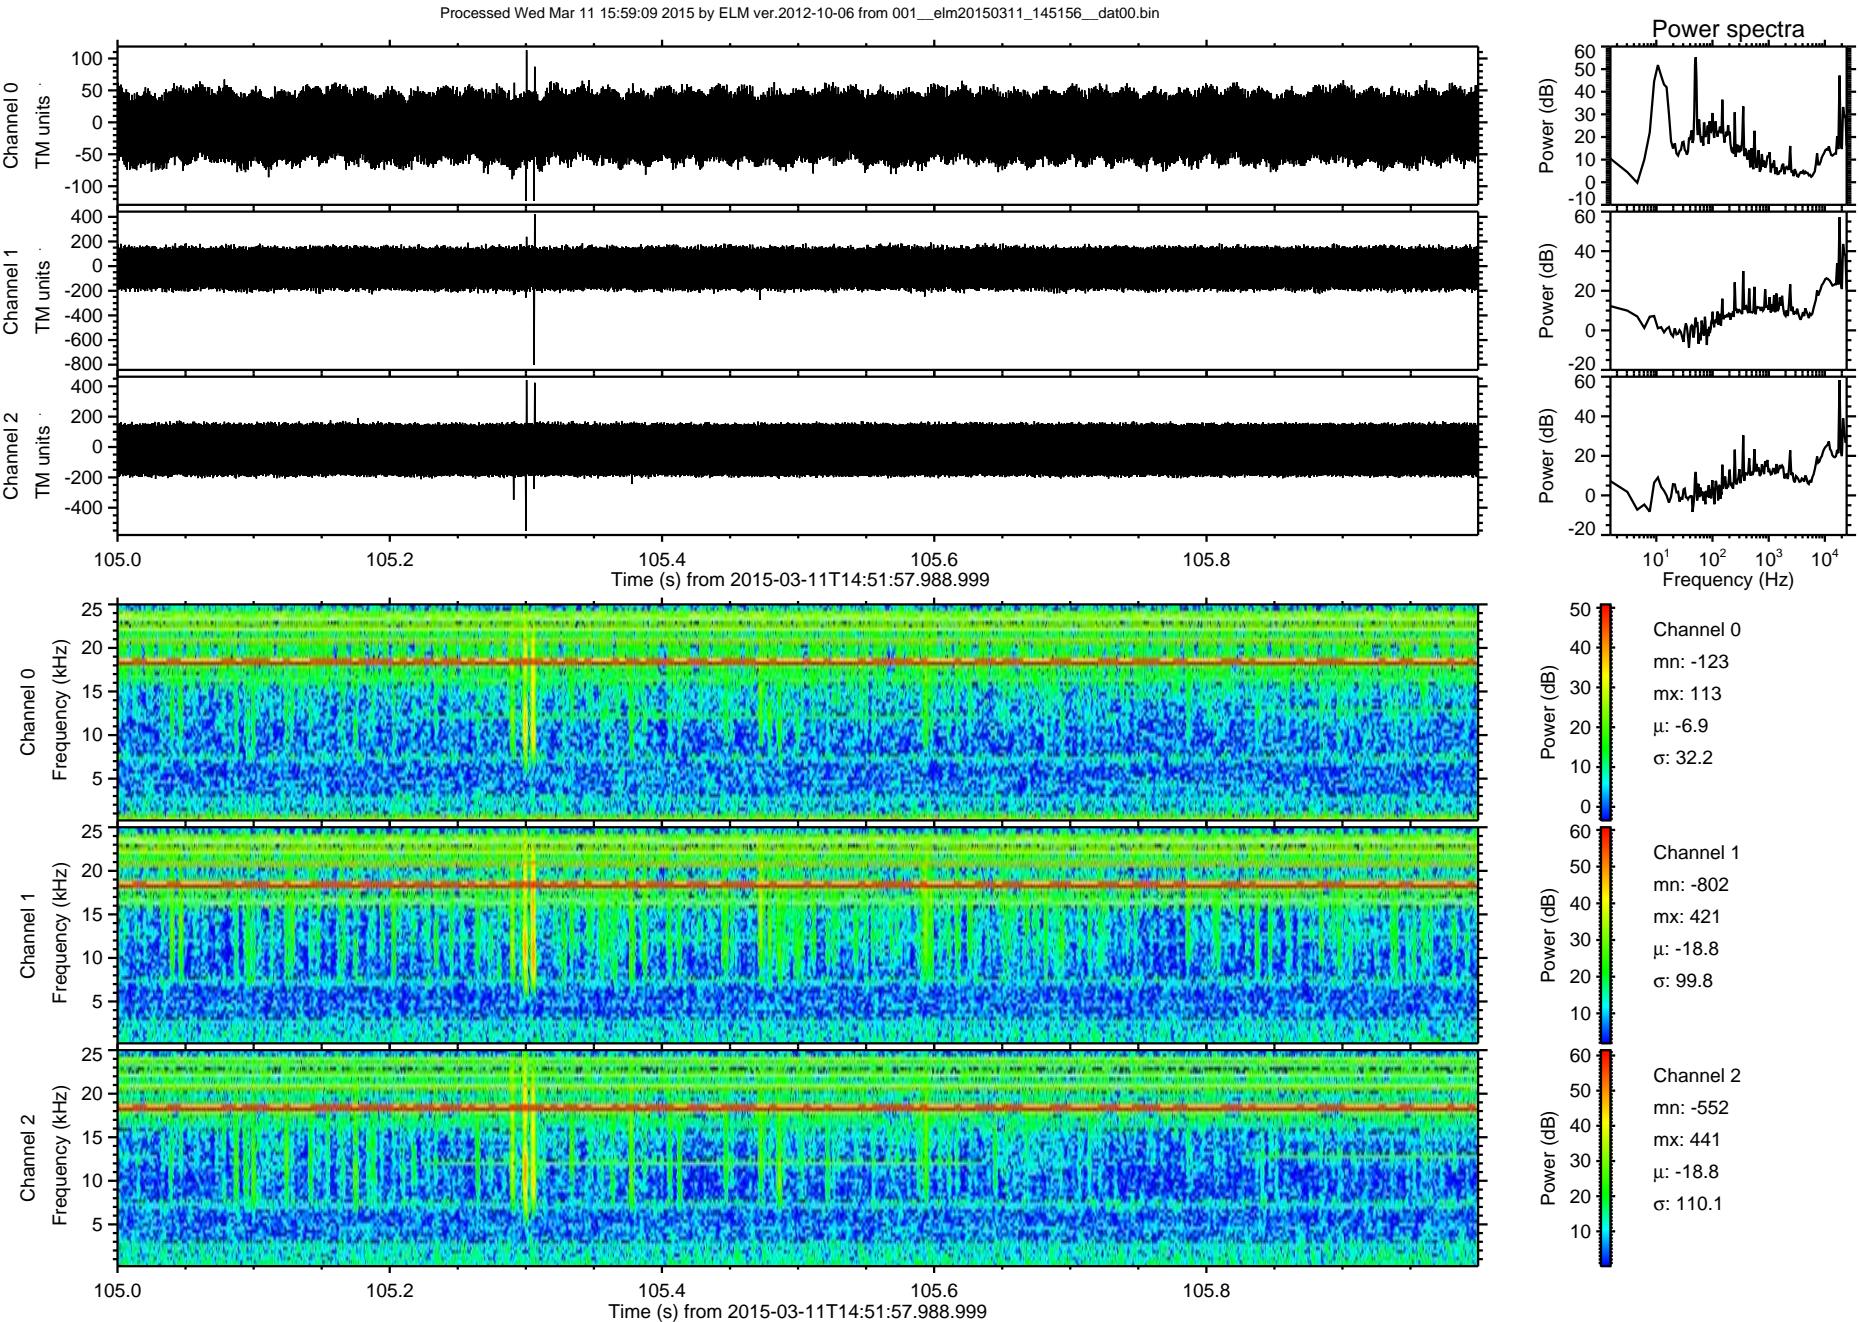 Processed Wed Mar 11 15:59:09 2015 by ELM ver.2012-10-06 from 001__elm20150311_145156__dat00.bin
Power spectra
Channel 0
TM units
100
50
0
-50
-100
Power (dB)
60
50
40
30
20
10
0
-10
Channel 1
TM units
400
200
0
-200
-400
-600
-800
Power (dB)
60
40
20
0
-20
Channel 2
TM units
400
200
0
-200
-400
Power (dB)
60
40
20
0
-20
105.0 105.2 105.4 105.6 105.8
Time (s) from 2015-03-11T14:51:57.988.999
10¹ 10² 10³ 10⁴
Frequency (Hz)
Channel 0
Frequency (kHz)
25
20
15
10
5
Power (dB)
50
40
30
20
10
0
Channel 0
mn: -123
mx: 113
μ: -6.9
σ: 32.2
Channel 1
Frequency (kHz)
25
20
15
10
5
Power (dB)
60
50
40
30
20
10
Channel 1
mn: -802
mx: 421
μ: -18.8
σ: 99.8
Channel 2
Frequency (kHz)
25
20
15
10
5
Power (dB)
60
50
40
30
20
10
Channel 2
mn: -552
mx: 441
μ: -18.8
σ: 110.1
105.0 105.2 105.4 105.6 105.8
Time (s) from 2015-03-11T14:51:57.988.999